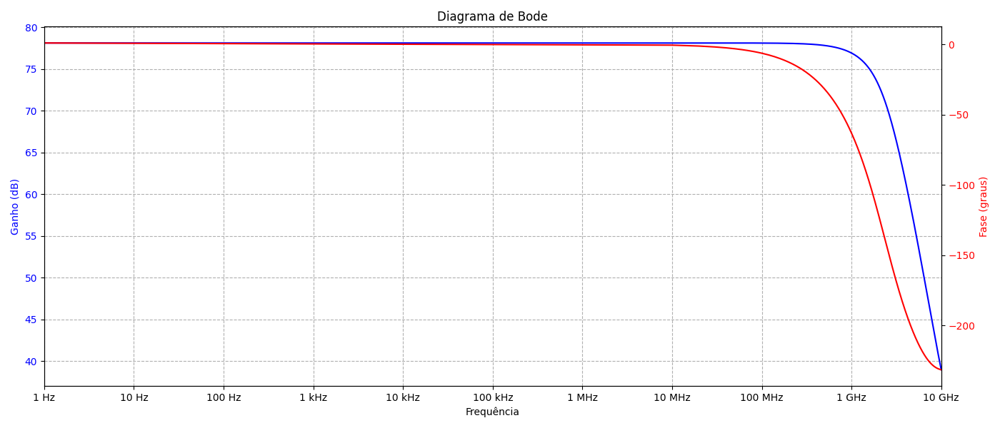 Diagrama de Bode
80
75
70
65
60
55
50
45
40
Ganho (dB)
0
−50
−100
−150
−200
Fase (graus)
1 Hz 10 Hz 100 Hz 1 kHz 10 kHz 100 kHz 1 MHz 10 MHz 100 MHz 1 GHz 10 GHz
Frequência